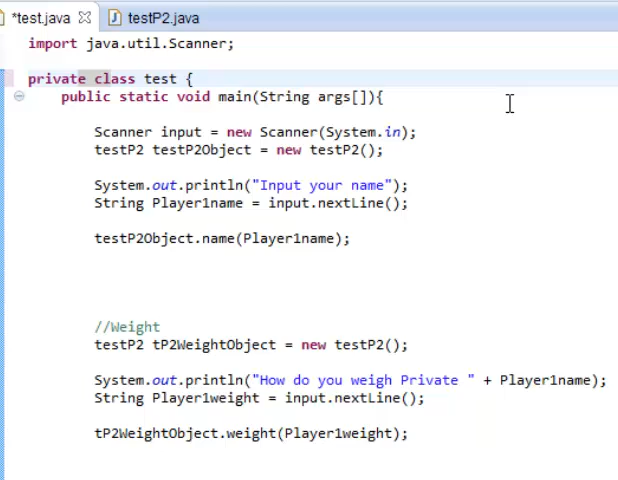 *test.java testP2.java
import java.util.Scanner;
private class test {
public static void main(String args[]){
Scanner input = new Scanner(System.in);
testP2 testP2Object = new testP2();
System.out.println("Input your name");
String Player1name = input.nextLine();
testP2Object.name(Player1name);
//Weight
testP2 tP2WeightObject = new testP2();
System.out.println("How do you weigh Private " + Player1name);
String Player1weight = input.nextLine();
tP2WeightObject.weight(Player1weight);